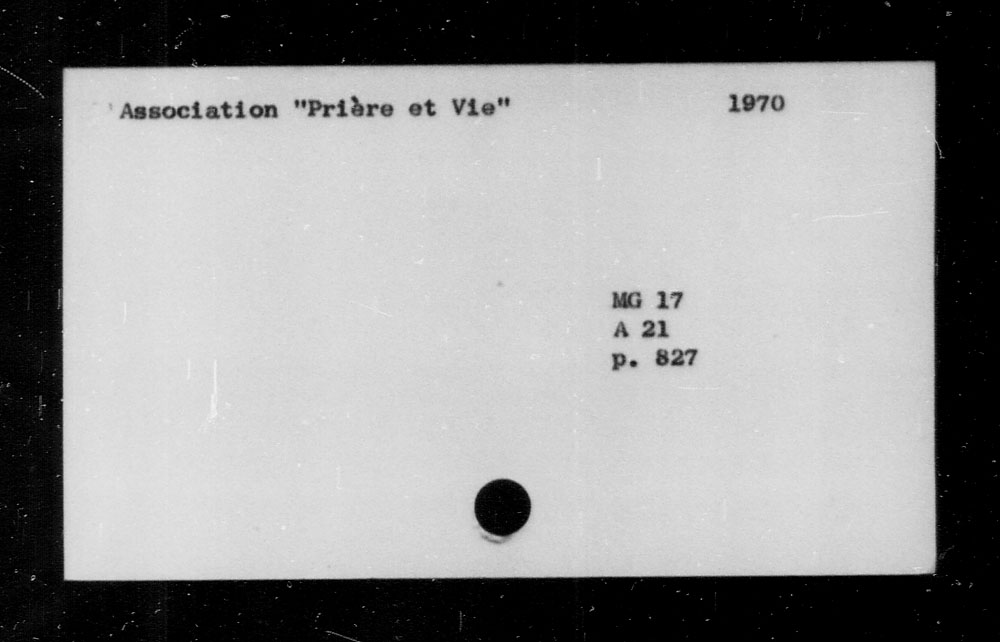 Association "Prière et Vie" 1970
MG 17
A 21
p. 827